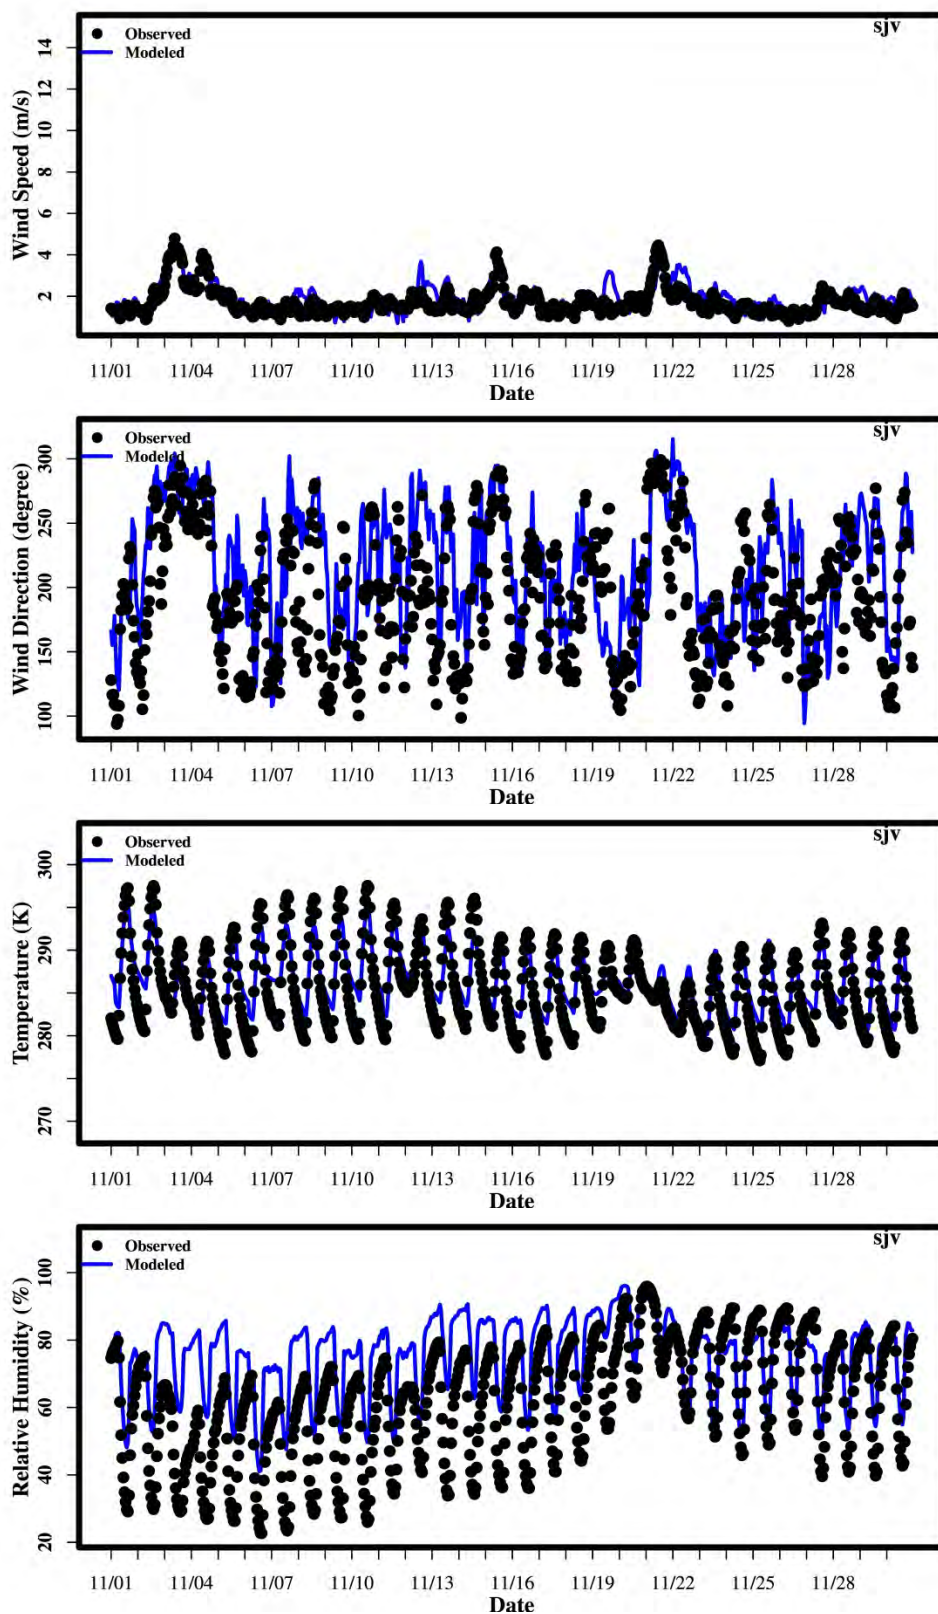 sjv
Observed
Modeled
Wind Speed (m/s)
14
12
10
8
6
4
2
11/01 11/04 11/07 11/10 11/13 11/16 11/19 11/22 11/25 11/28
Date
sjv
Observed
Modeled
Wind Direction (degree)
300
250
200
150
100
11/01 11/04 11/07 11/10 11/13 11/16 11/19 11/22 11/25 11/28
Date
sjv
Observed
Modeled
Temperature (K)
300
290
280
270
11/01 11/04 11/07 11/10 11/13 11/16 11/19 11/22 11/25 11/28
Date
sjv
Observed
Modeled
Relative Humidity (%)
100
80
60
40
20
11/01 11/04 11/07 11/10 11/13 11/16 11/19 11/22 11/25 11/28
Date